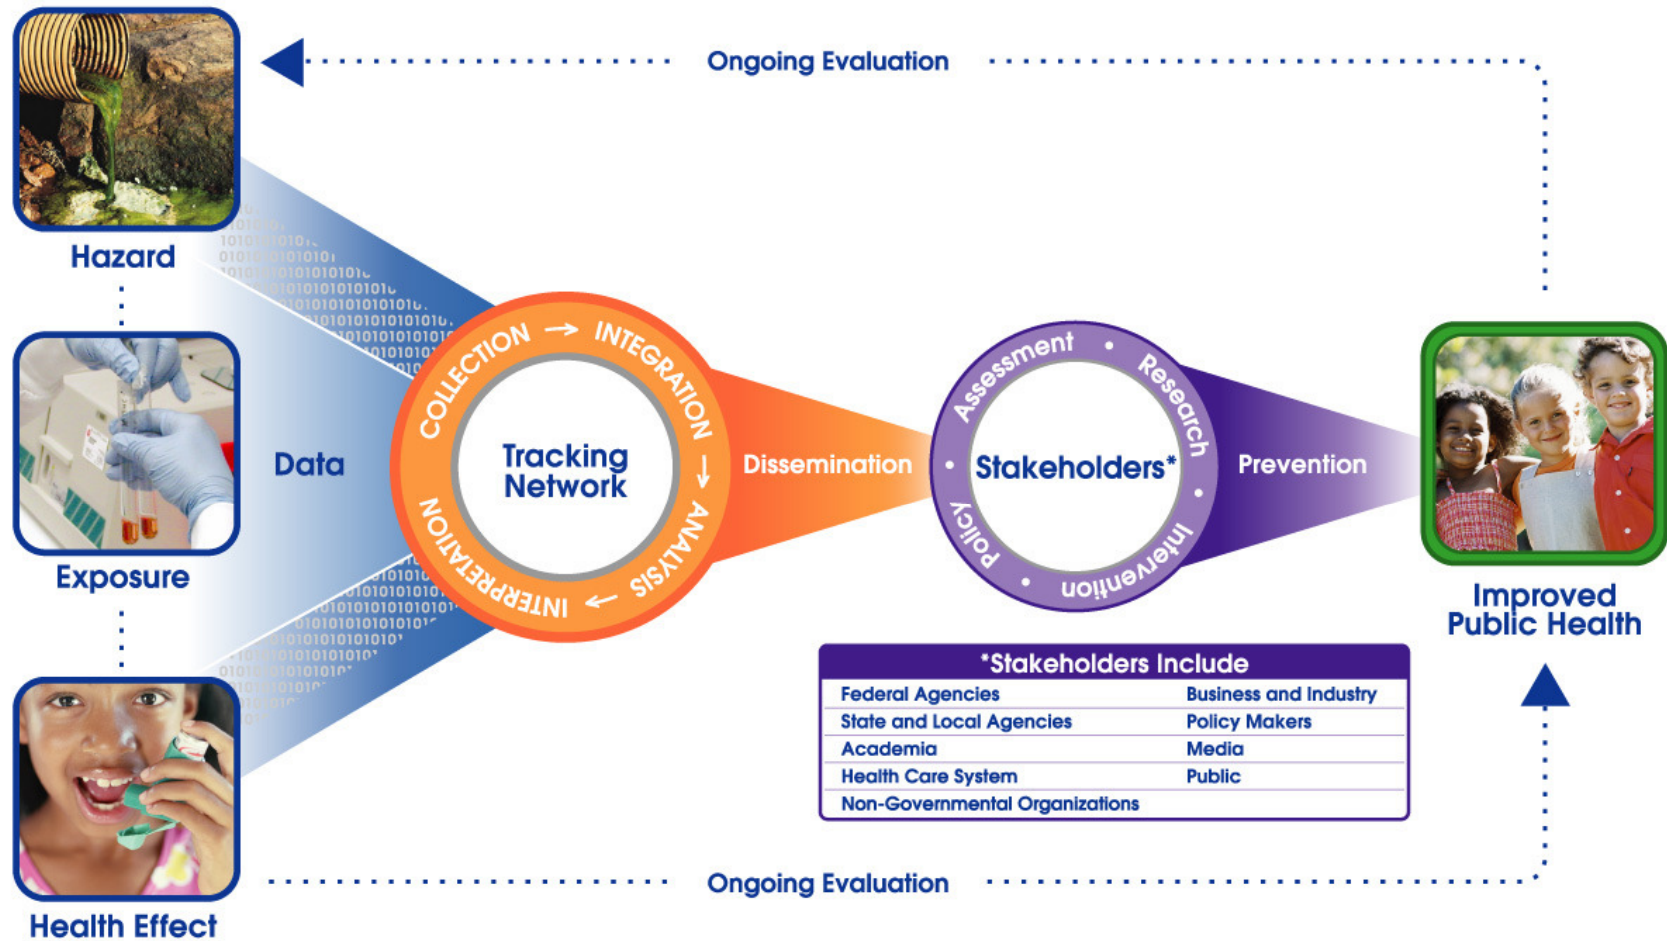 Ongoing Evaluation
Hazard
Exposure
Health Effect
Data
COLLECTION → INTEGRATION → ANALYSIS → INTERPRETATION
Tracking
Network
Dissemination
Assessment • Research • Intervention • Policy •
Stakeholders*
Prevention
Improved
Public Health
*Stakeholders Include
Federal Agencies
Business and Industry
State and Local Agencies
Policy Makers
Academia
Media
Health Care System
Public
Non-Governmental Organizations
Ongoing Evaluation